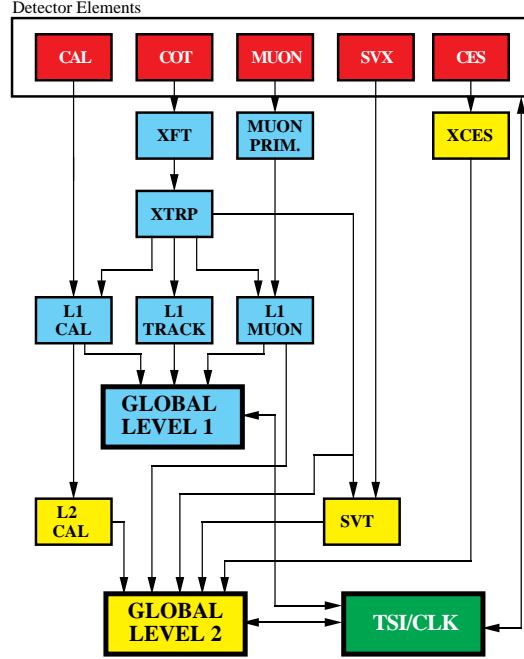 Detector Elements
CAL
COT
MUON
SVX
CES
XFT
MUON
PRIM.
XCES
XTRP
L1
CAL
L1
TRACK
L1
MUON
GLOBAL
LEVEL 1
L2
CAL
SVT
GLOBAL
LEVEL 2
TSI/CLK